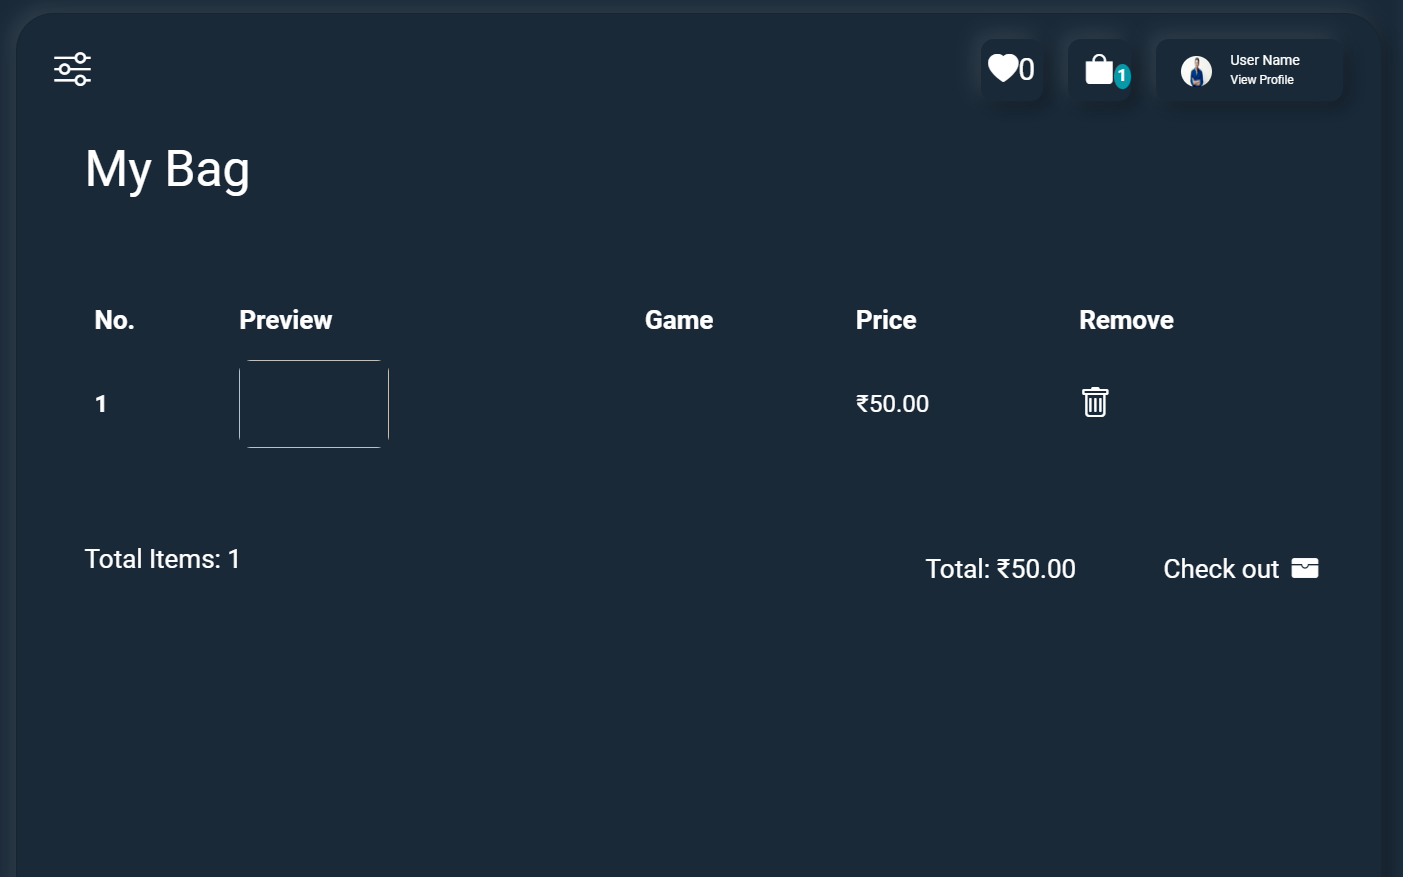 0
1
User Name
View Profile
My Bag
No. Preview Game Price Remove
1 ₹50.00
Total Items: 1
Total: ₹50.00 Check out